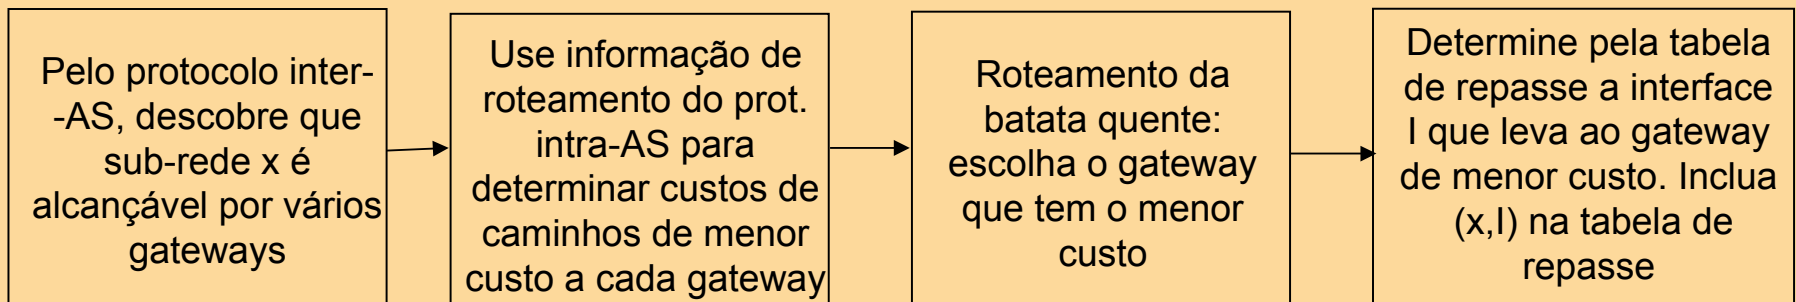 Pelo protocolo inter-
-AS, descobre que
sub-rede x é
alcançável por vários
gateways
Use informação de
roteamento do prot.
intra-AS para
determinar custos de
caminhos de menor
custo a cada gateway
Roteamento da
batata quente:
escolha o gateway
que tem o menor
custo
Determine pela tabela
de repasse a interface
I que leva ao gateway
de menor custo. Inclua
(x,I) na tabela de
repasse